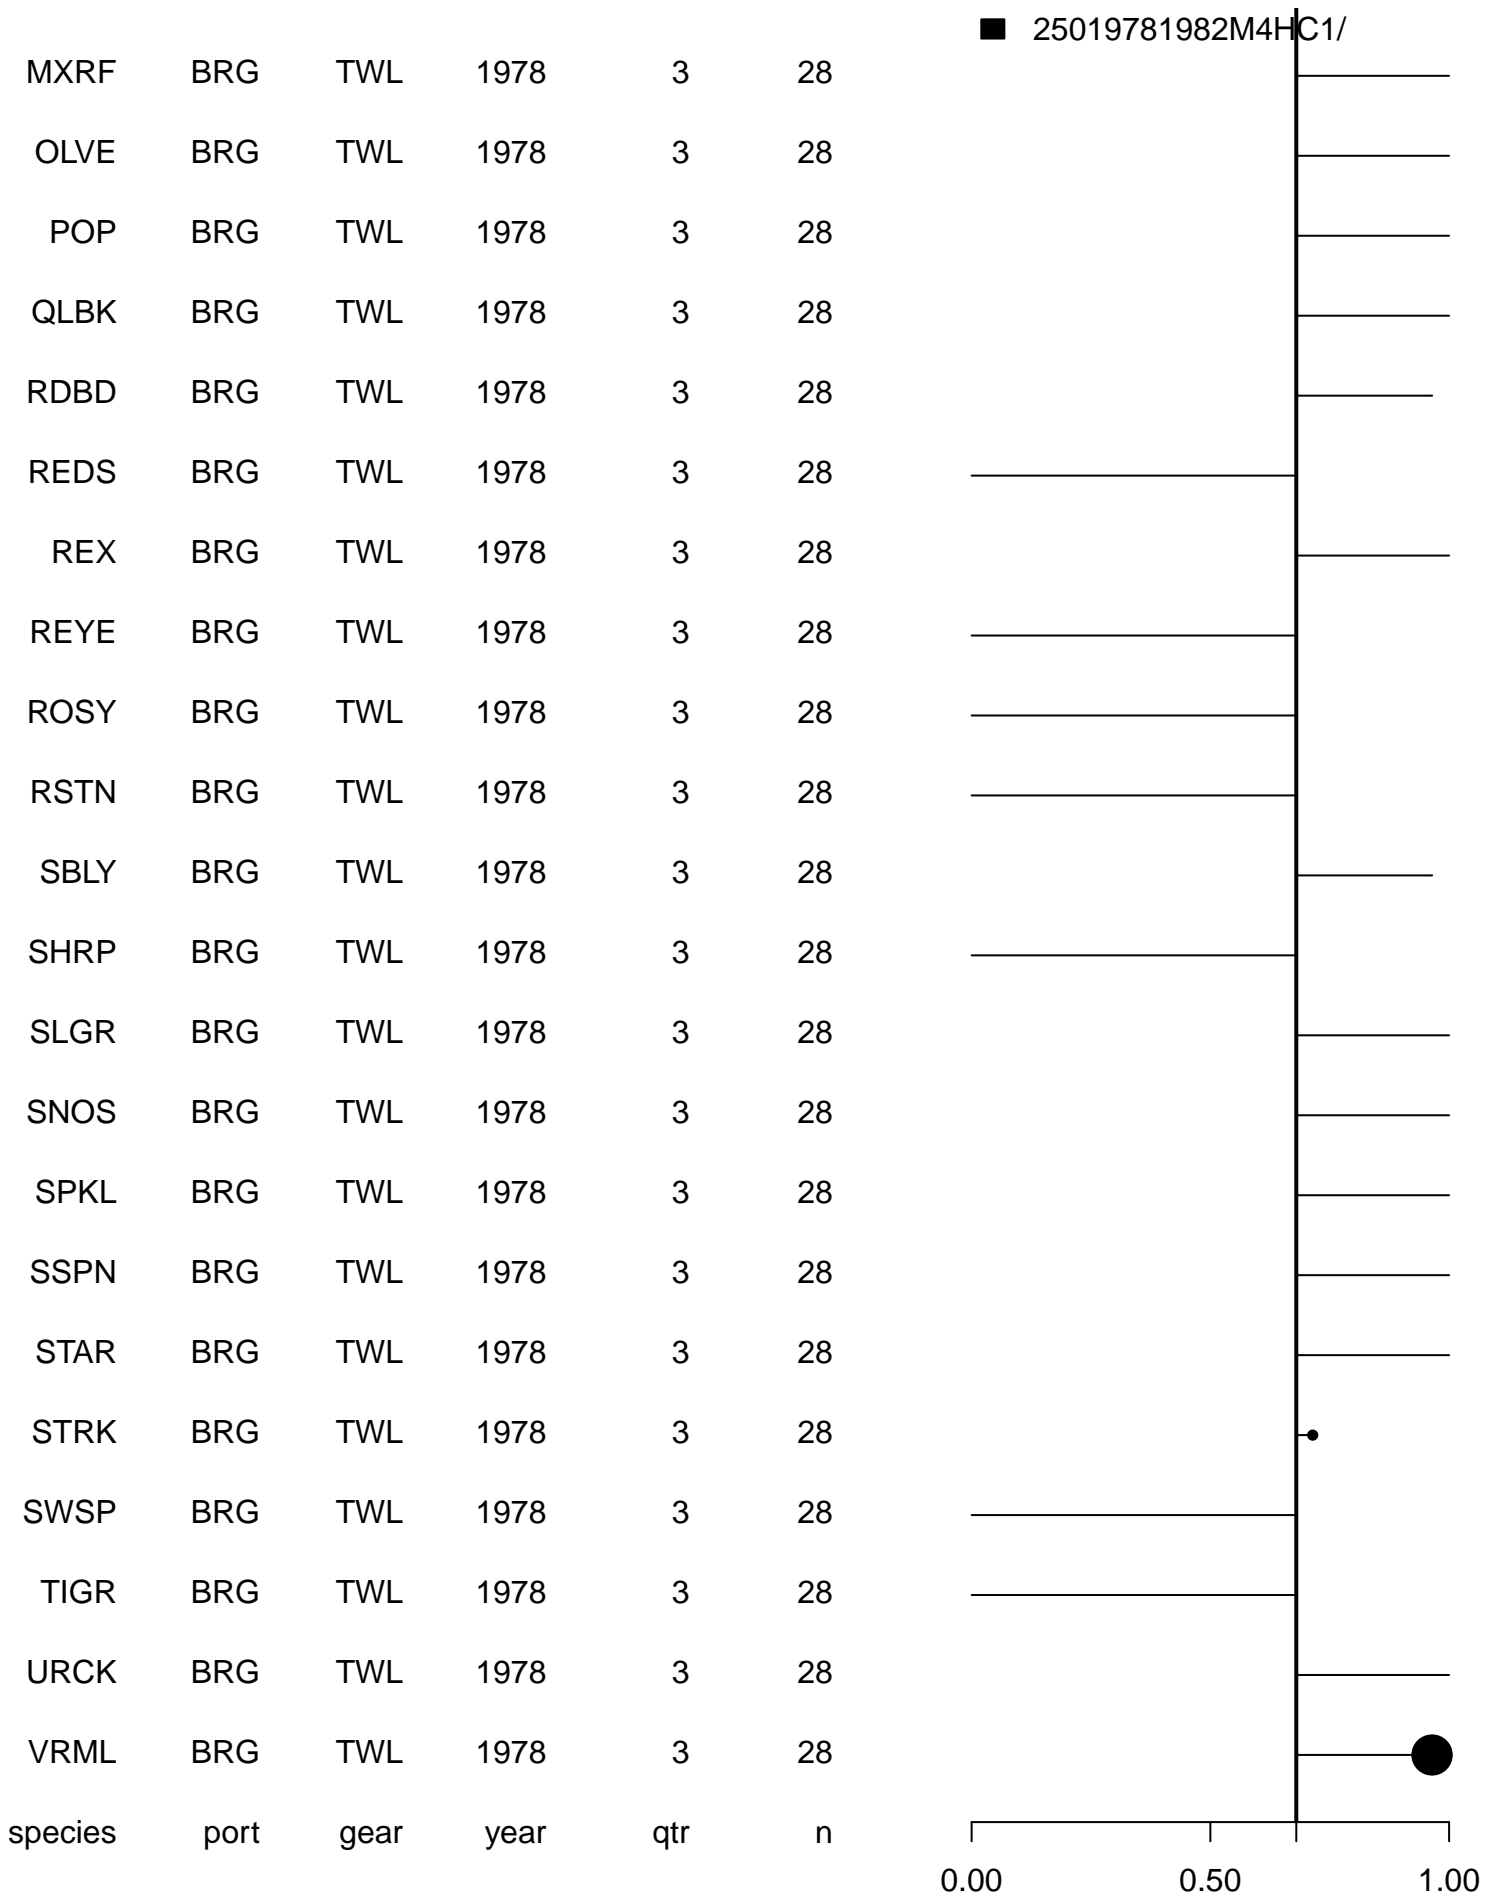 25019781982M4HC1/
MXRF BRG TWL 1978 3 28
OLVE BRG TWL 1978 3 28
POP BRG TWL 1978 3 28
QLBK BRG TWL 1978 3 28
RDBD BRG TWL 1978 3 28
REDS BRG TWL 1978 3 28
REX BRG TWL 1978 3 28
REYE BRG TWL 1978 3 28
ROSY BRG TWL 1978 3 28
RSTN BRG TWL 1978 3 28
SBLY BRG TWL 1978 3 28
SHRP BRG TWL 1978 3 28
SLGR BRG TWL 1978 3 28
SNOS BRG TWL 1978 3 28
SPKL BRG TWL 1978 3 28
SSPN BRG TWL 1978 3 28
STAR BRG TWL 1978 3 28
STRK BRG TWL 1978 3 28
SWSP BRG TWL 1978 3 28
TIGR BRG TWL 1978 3 28
URCK BRG TWL 1978 3 28
VRML BRG TWL 1978 3 28
species port gear year qtr n
0.00 0.50 1.00